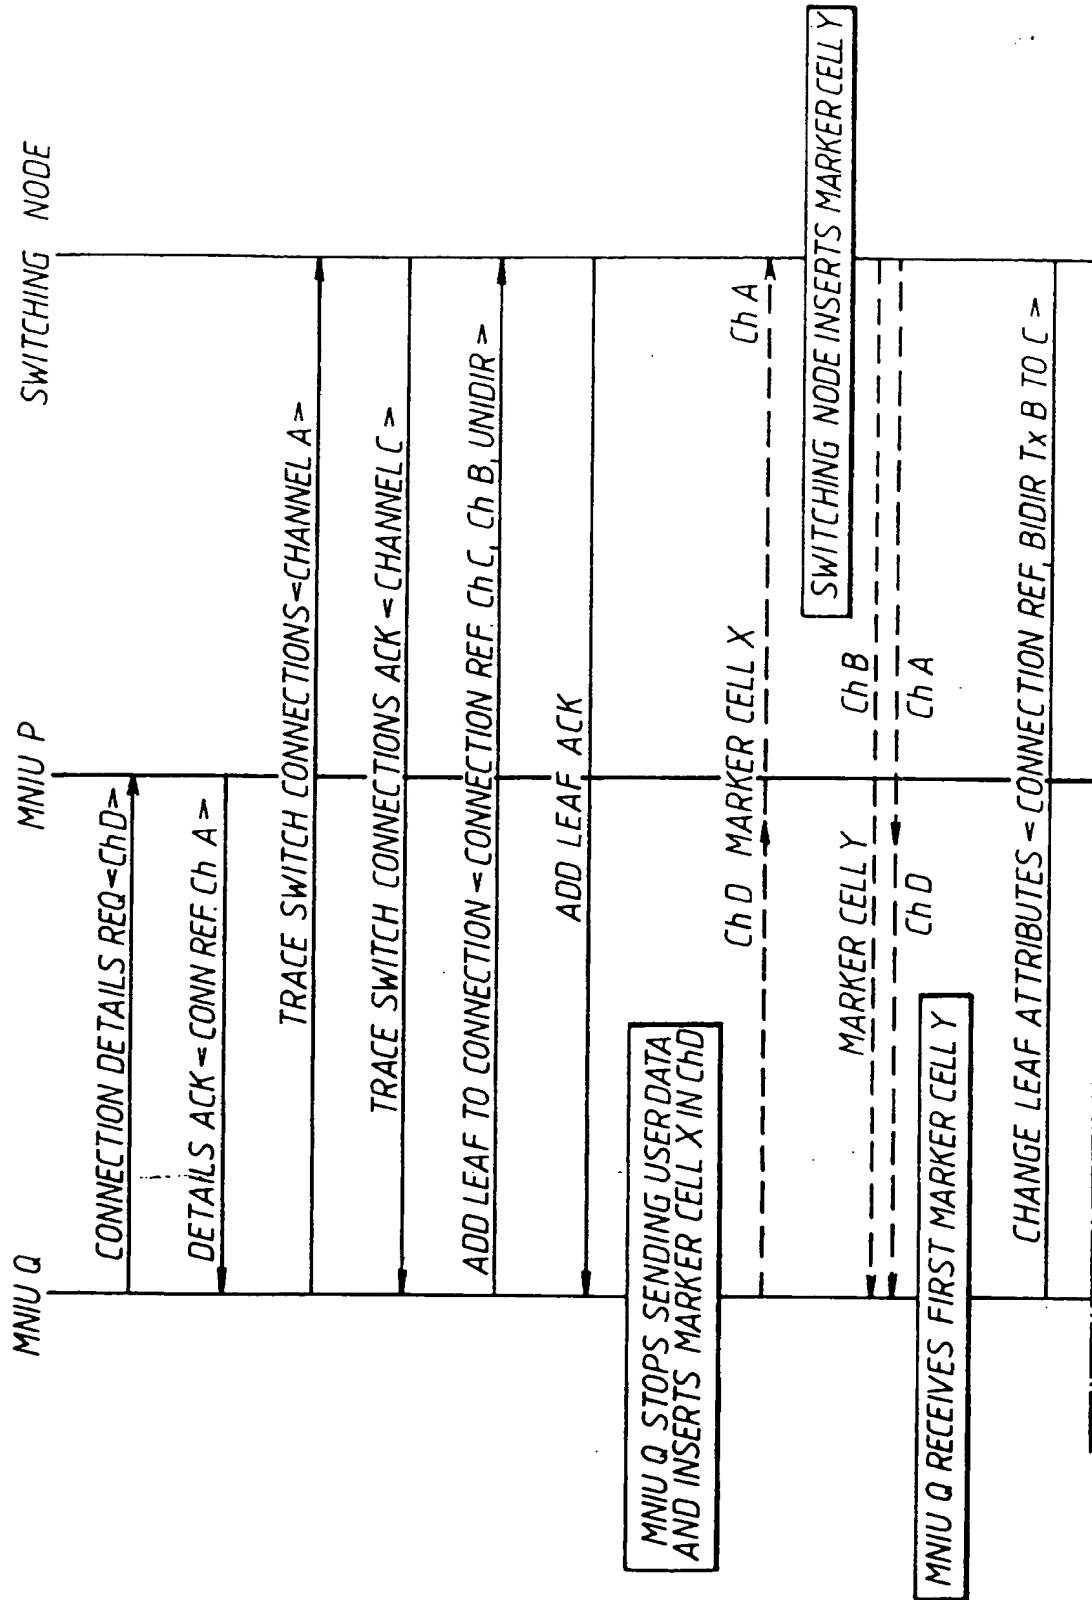 MNIU Q
MNIU P
SWITCHING NODE
CONNECTION DETAILS REQ<ChD>
DETAILS ACK < CONN REF. Ch A>
TRACE SWITCH CONNECTIONS <CHANNEL A >
TRACE SWITCH CONNECTIONS ACK < CHANNEL C >
ADD LEAF TO CONNECTION < CONNECTION REF. Ch C, Ch B, UNIDIR >
ADD LEAF ACK
MNIU Q STOPS SENDING USER DATA
AND INSERTS MARKER CELL X IN ChD
Ch D MARKER CELL X
Ch A
SWITCHING NODE INSERTS MARKER CELL Y
MARKER CELL Y
Ch B
Ch D
Ch A
MNIU Q RECEIVES FIRST MARKER CELL Y
CHANGE LEAF ATTRIBUTES < CONNECTION REF, BIDIR Tx B TO C >